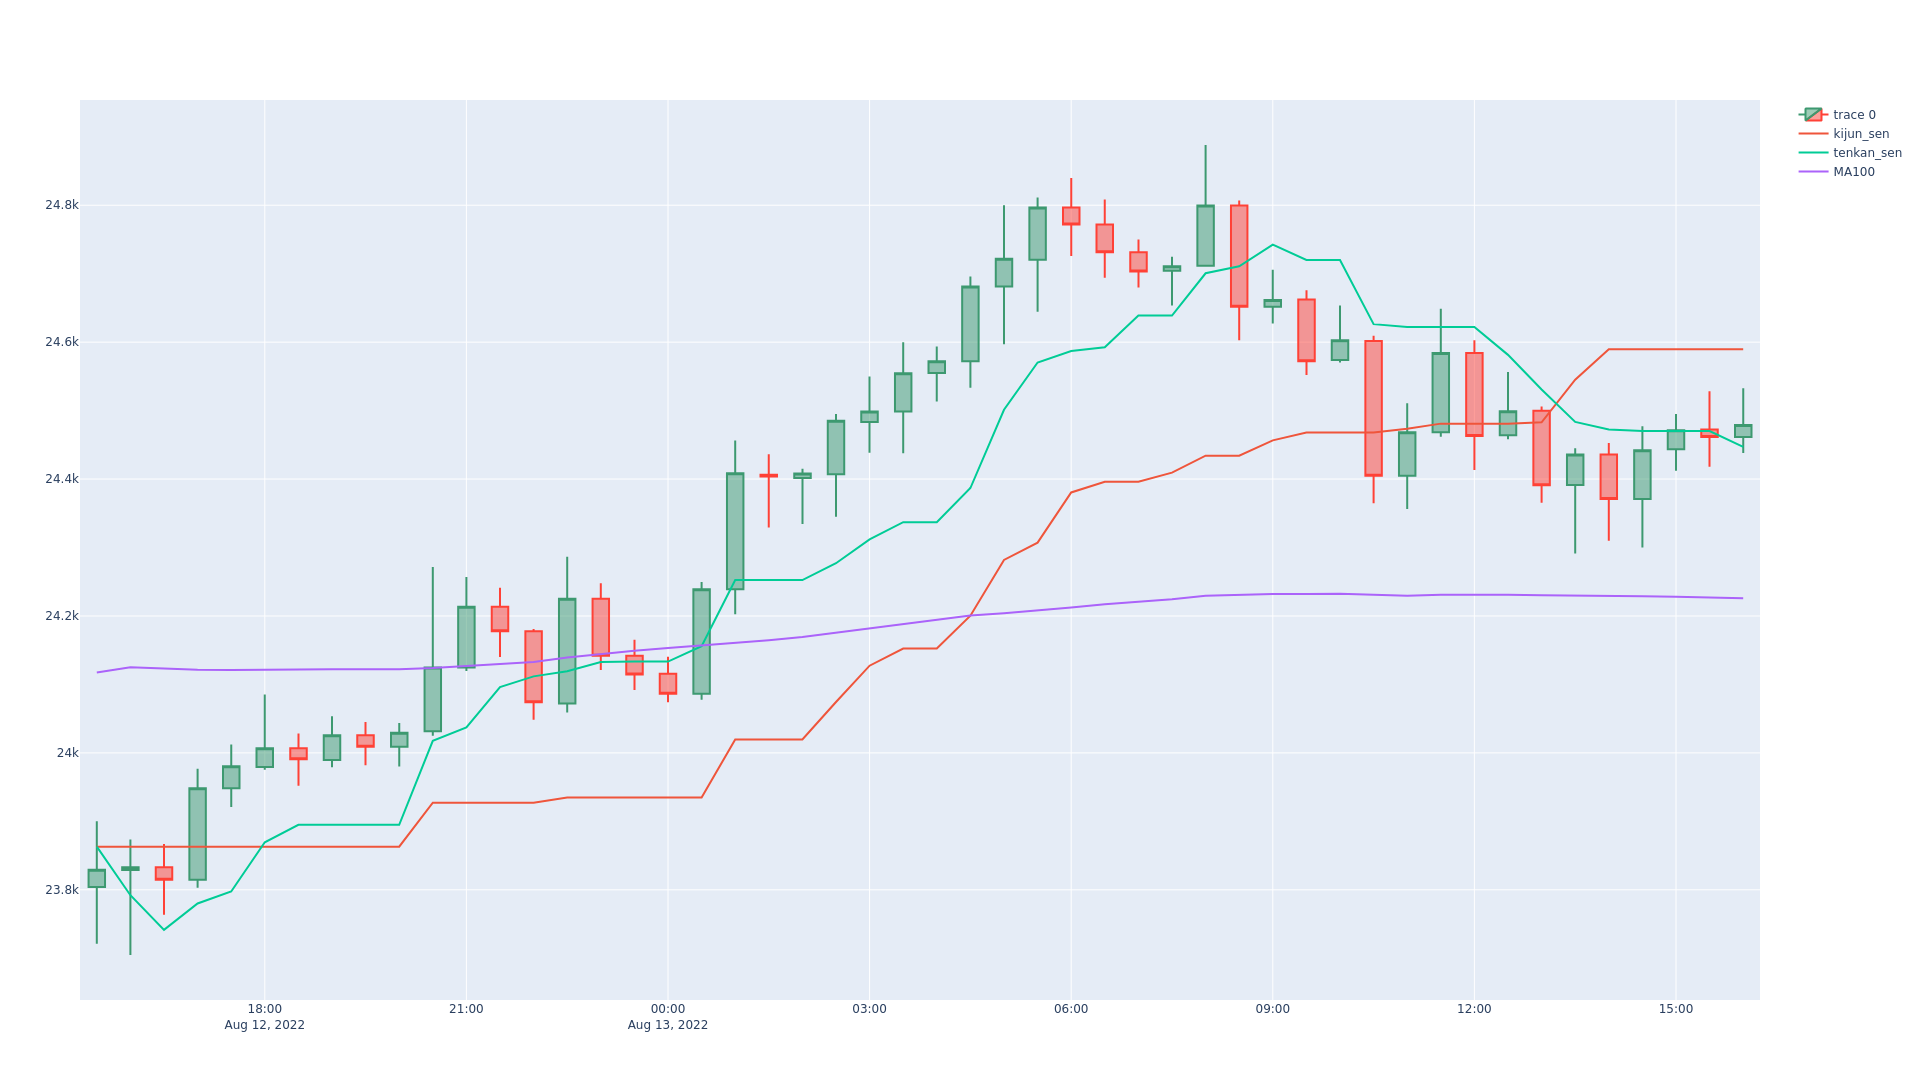 trace 0
kijun_sen
tenkan_sen
MA100
24.8k
24.6k
24.4k
24.2k
24k
23.8k
18:00 21:00 00:00 03:00 06:00 09:00 12:00 15:00
Aug 12, 2022 Aug 13, 2022